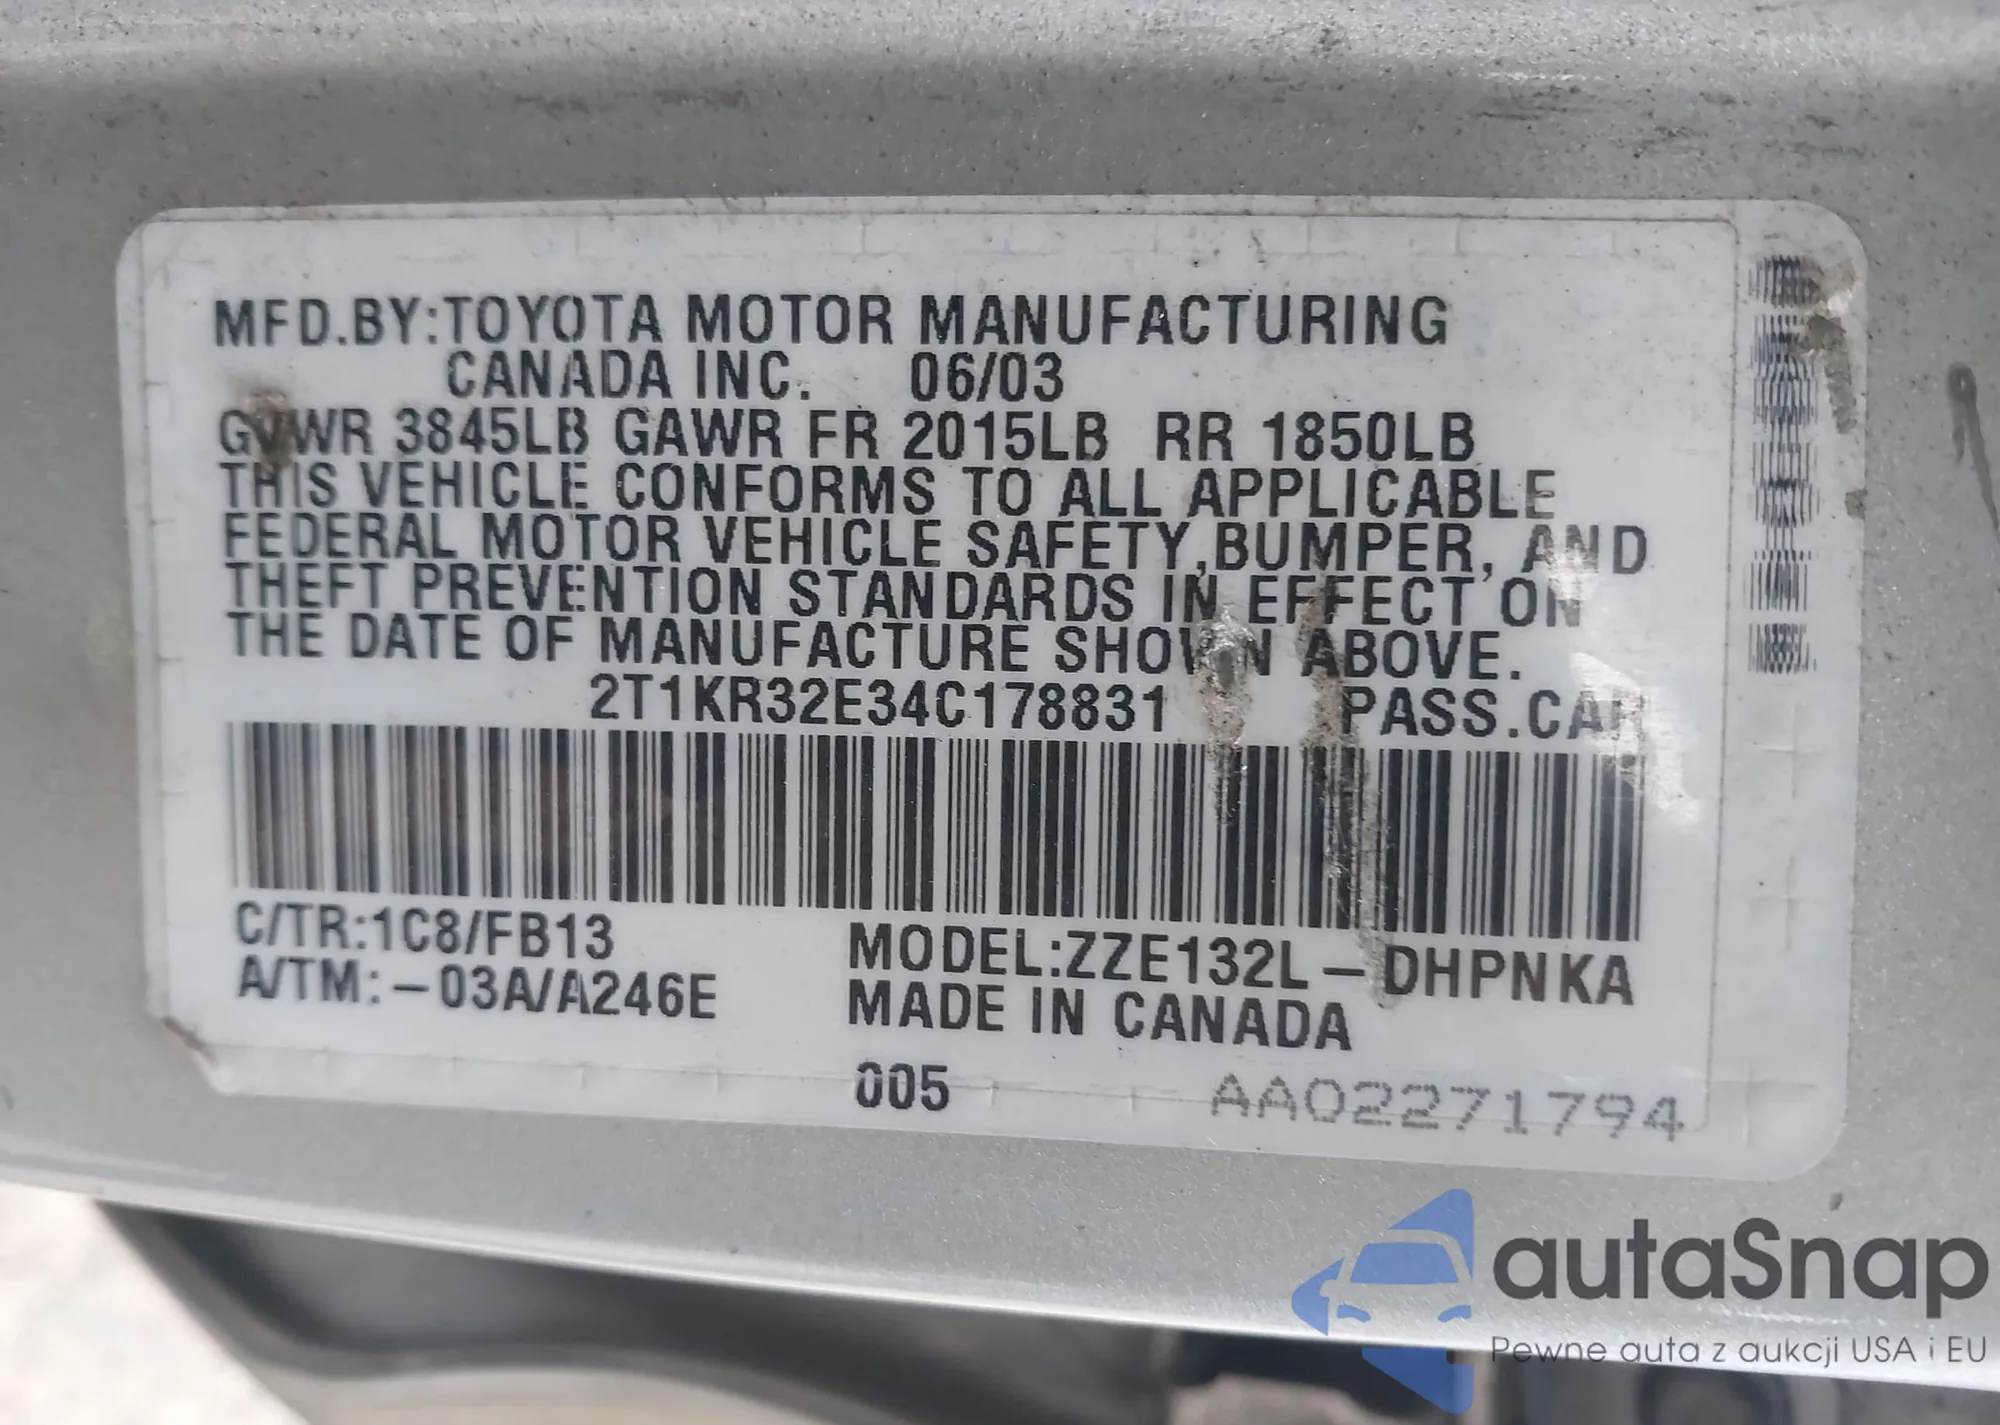 MFD.BY:TOYOTA MOTOR MANUFACTURING
CANADA INC. 06/03
GVWR 3845LB GAWR FR 2015LB RR 1850LB
THIS VEHICLE CONFORMS TO ALL APPLICABLE
FEDERAL MOTOR VEHICLE SAFETY,BUMPER, AND
THEFT PREVENTION STANDARDS IN EFFECT ON
THE DATE OF MANUFACTURE SHOWN ABOVE.
2T1KR32E34C178831 PASS.CAR
C/TR:1C8/FB13
A/TM:-03A/A246E
MODEL:ZZE132L-DHPNKA
MADE IN CANADA
005
AA02271794
autaSnap
Pewne auta z aukcji USA i EU